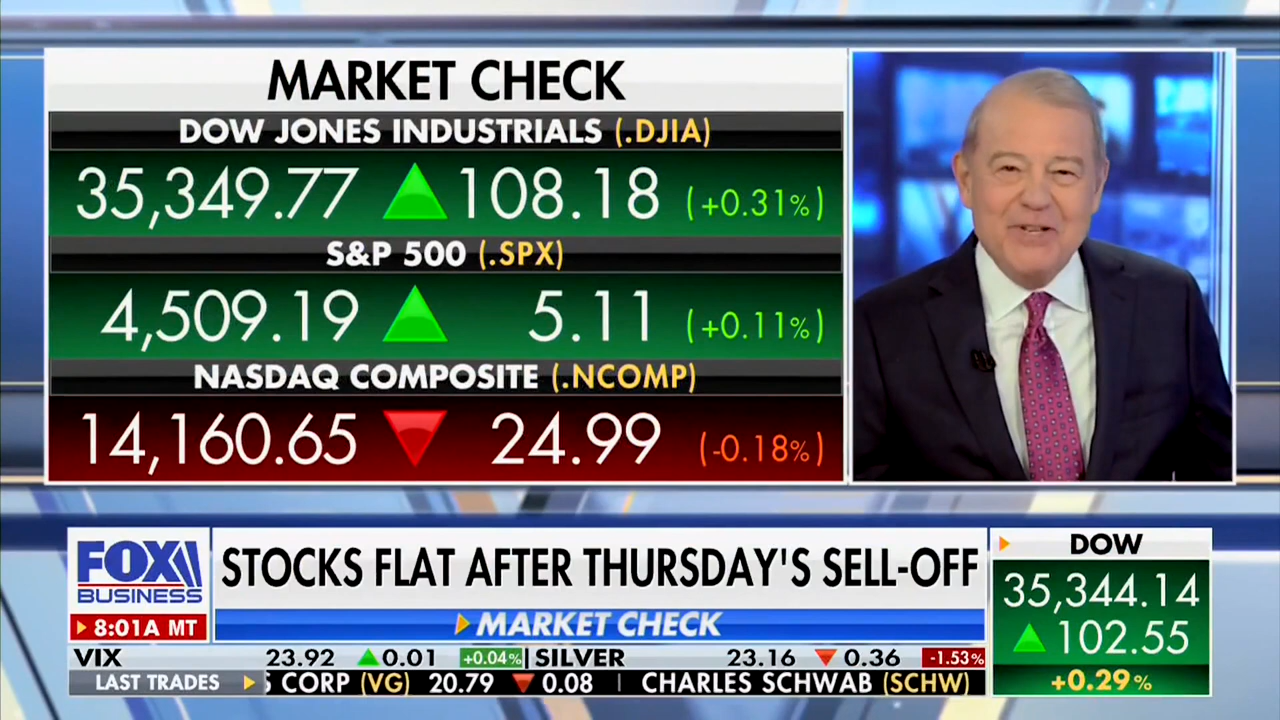 MARKET CHECK
DOW JONES INDUSTRIALS (.DJIA)
35,349.77 ▲ 108.18 (+0.31%)
S&P 500 (.SPX)
4,509.19 ▲ 5.11 (+0.11%)
NASDAQ COMPOSITE (.NCOMP)
14,160.65 ▼ 24.99 (-0.18%)
FOX
BUSINESS
8:01A MT
STOCKS FLAT AFTER THURSDAY'S SELL-OFF
MARKET CHECK
DOW
35,344.14
▲ 102.55
+0.29%
VIX 23.92 ▲ 0.01 +0.04% SILVER 23.16 ▼ 0.36 -1.53%
LAST TRADES CORP (VG) 20.79 ▼ 0.08 CHARLES SCHWAB (SCHW)